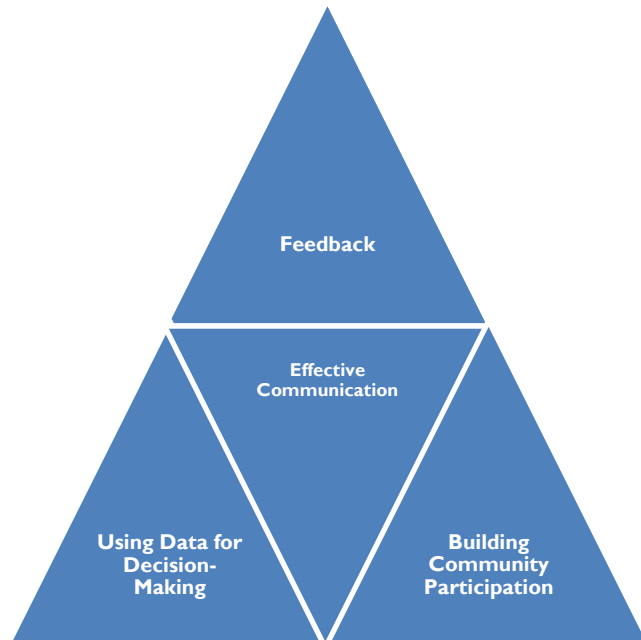 Feedback
Effective
Communication
Using Data for
Decision-
Making
Building
Community
Participation